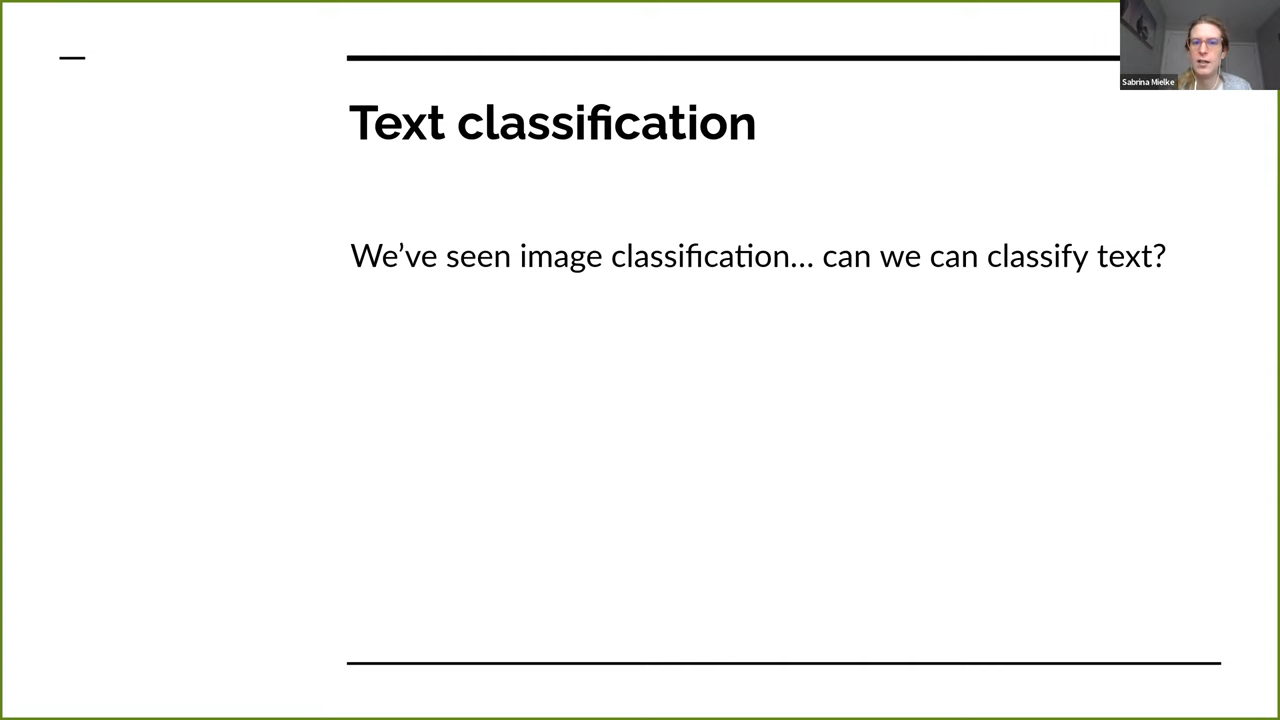 Sabrina Mielke
Text classification
We’ve seen image classification… can we can classify text?